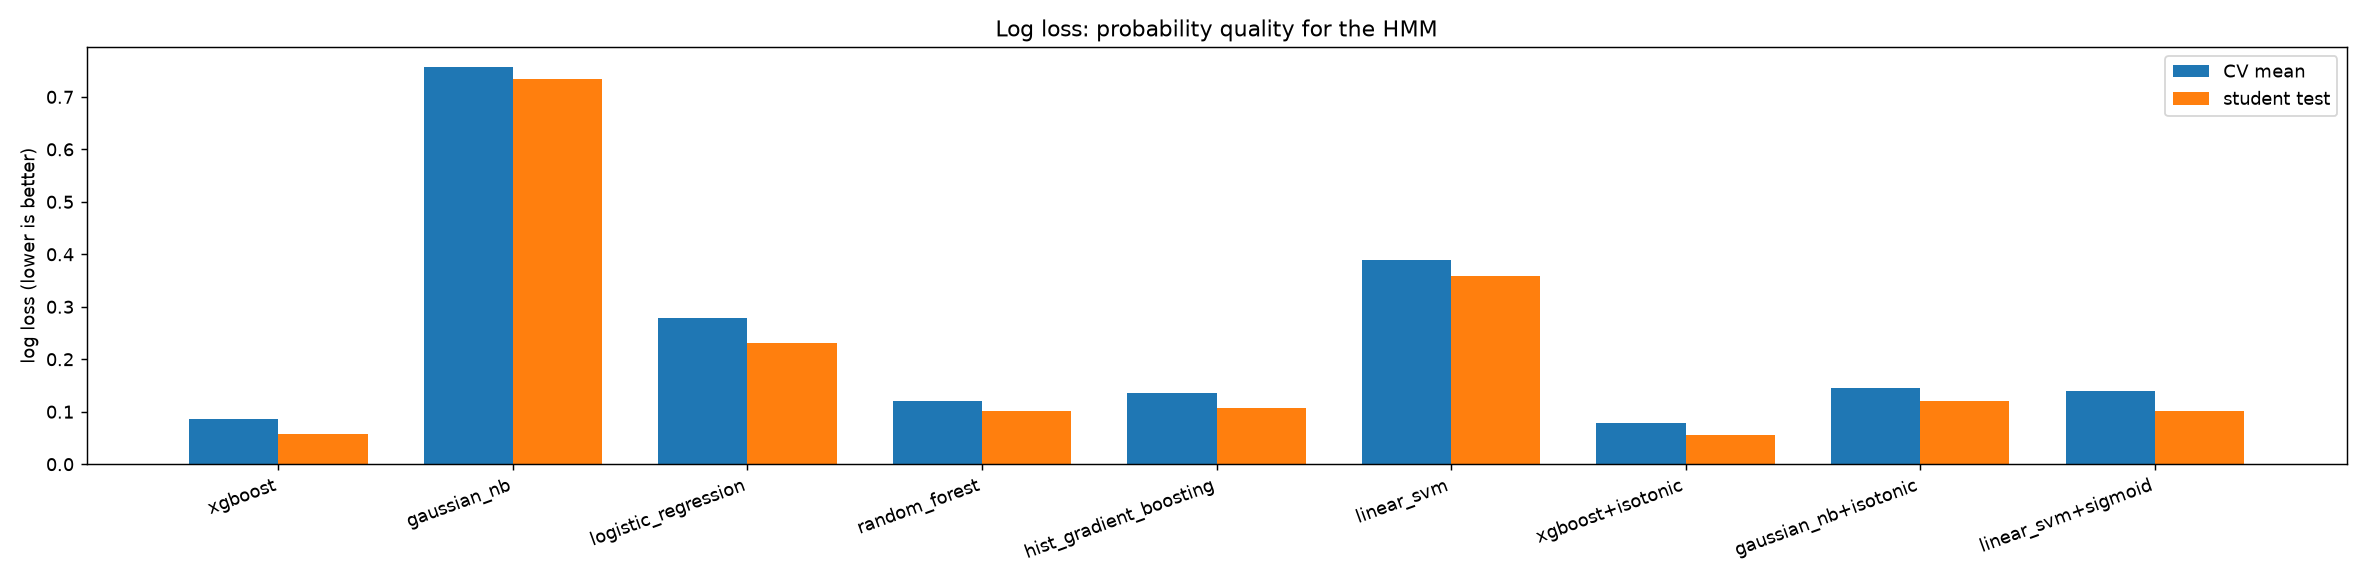 Log loss: probability quality for the HMM
CV mean
student test
log loss (lower is better)
0.7
0.6
0.5
0.4
0.3
0.2
0.1
0.0
xgboost
gaussian_nb
logistic_regression
random_forest
hist_gradient_boosting
linear_svm
xgboost+isotonic
gaussian_nb+isotonic
linear_svm+sigmoid